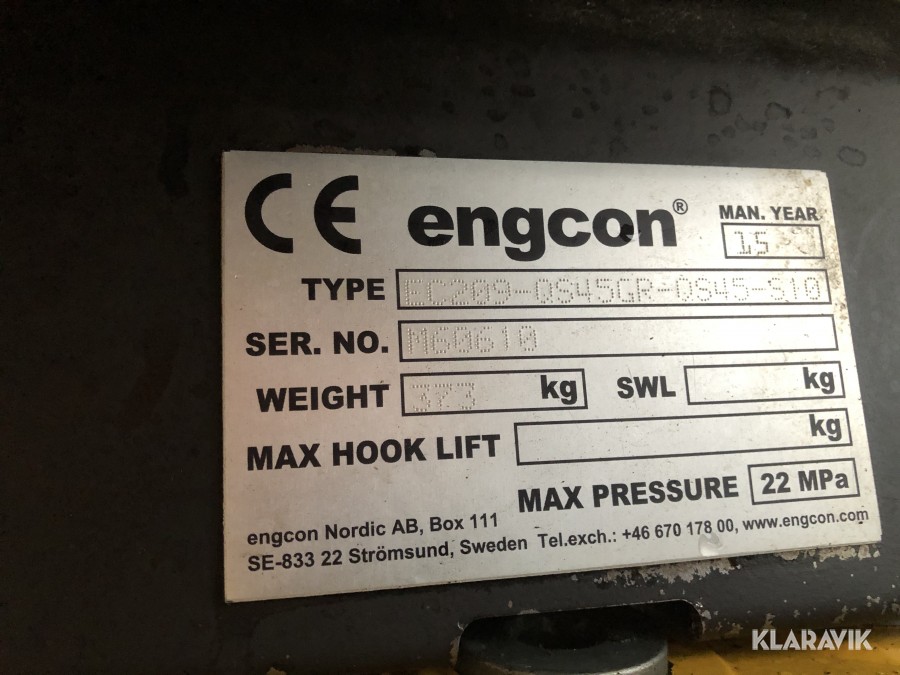 CE engcon® MAN. YEAR
15
TYPE EC209-QS45GR-QS45-S10
SER. NO. M60610
WEIGHT 373 kg SWL kg
MAX HOOK LIFT kg
MAX PRESSURE 22 MPa
engcon Nordic AB, Box 111
SE-833 22 Strömsund, Sweden Tel.exch.: +46 670 178 00, www.engcon.com
KLARAVIK